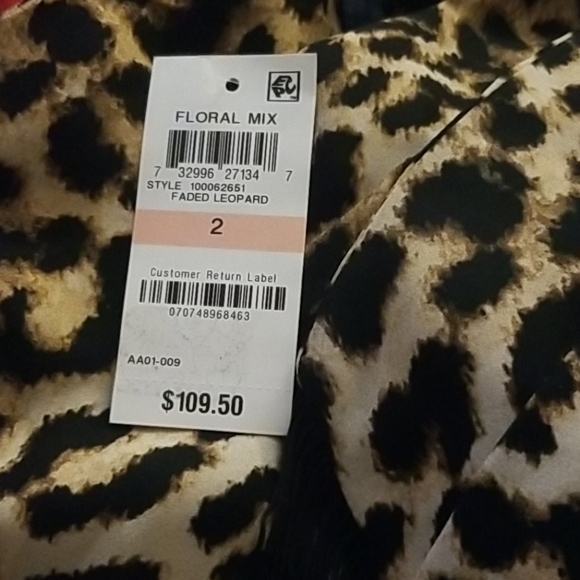 EPC
FLORAL MIX
7 32996 27134 7
STYLE 100062651
FADED LEOPARD
2
Customer Return Label
070748968463
AA01-009
$109.50